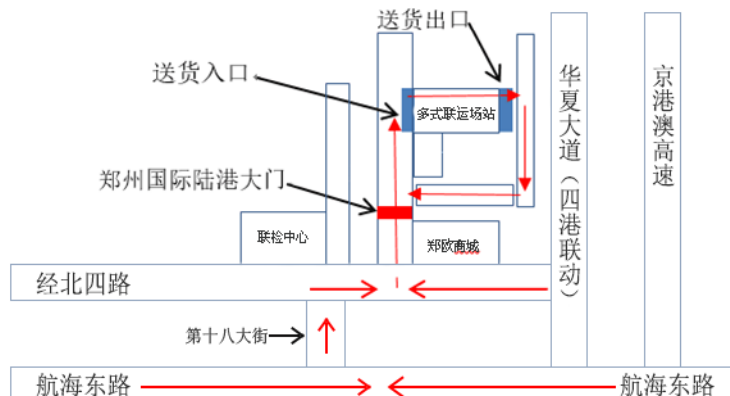 送货出口
送货入口.
华夏大道（四港联动）
京港澳高速
多式联运场站
郑州国际陆港大门
联检中心
郑欧商城
经北四路
第十八大街
航海东路
航海东路